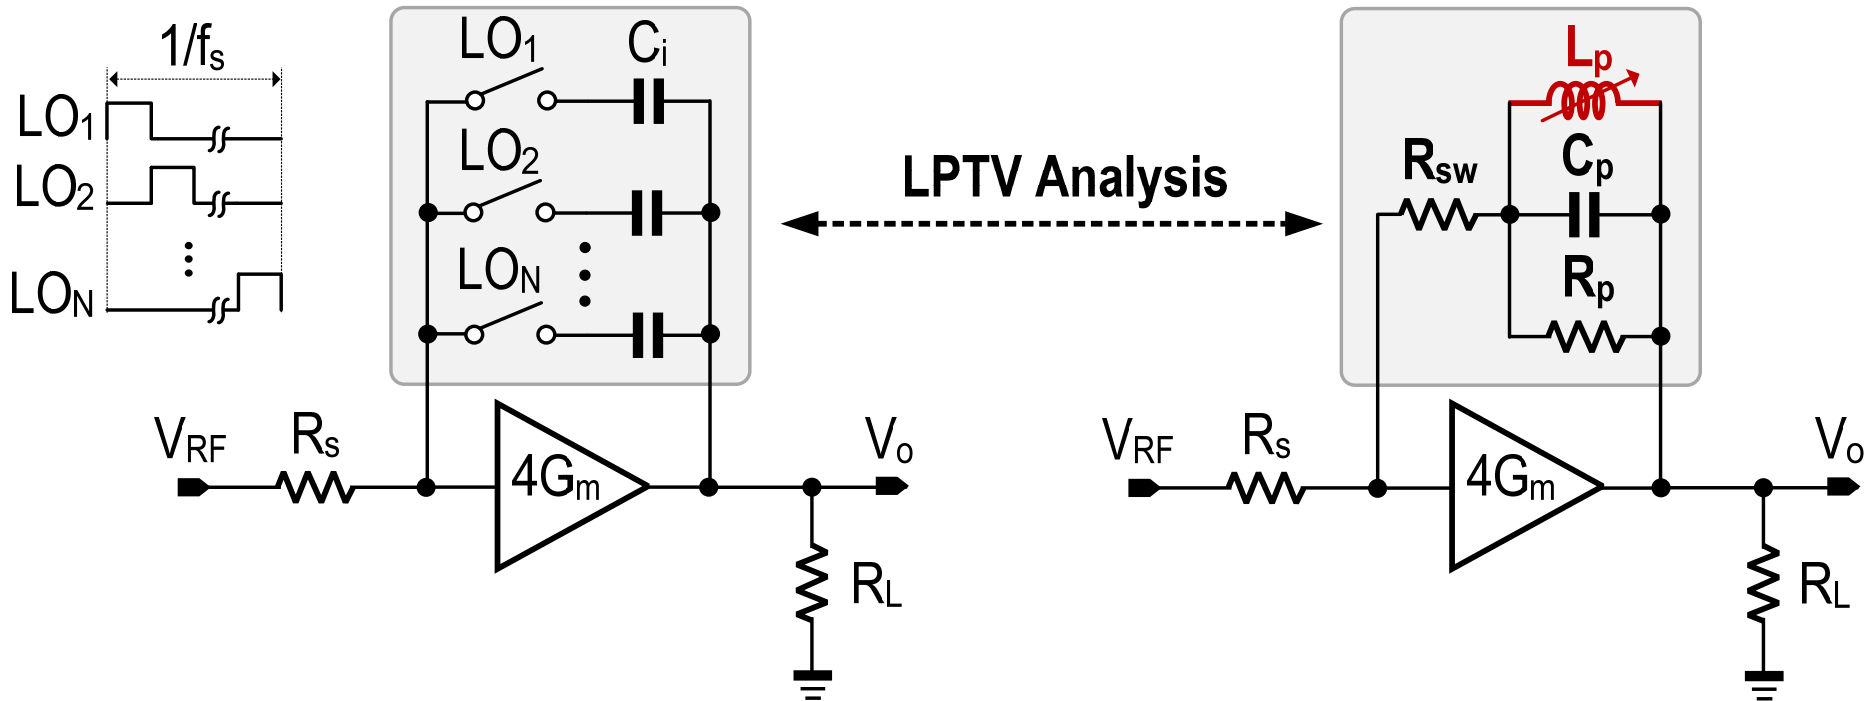 1/fs
LO1
LO2
LON
LO1
Ci
LO2
LON
VRF
Rs
4Gm
Vo
RL
LPTV Analysis
Lp
Rsw
Cp
Rp
VRF
Rs
4Gm
Vo
RL